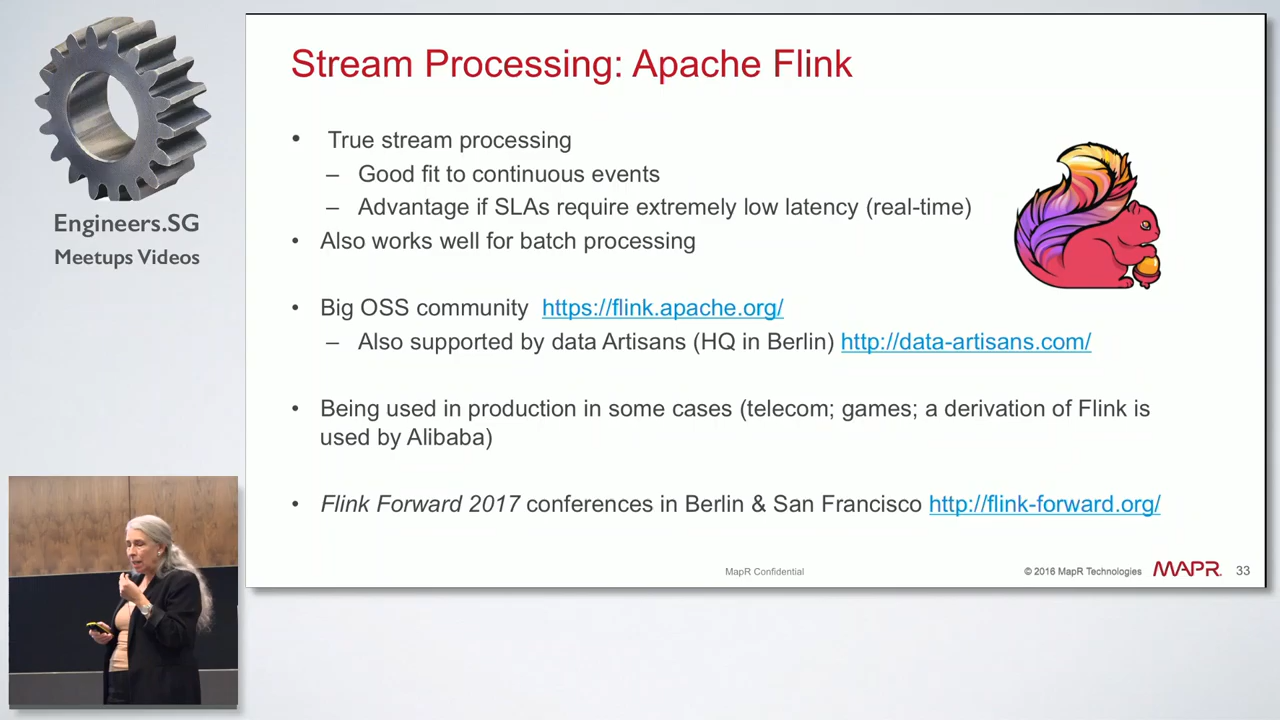 Engineers.SG
Meetups Videos
Stream Processing: Apache Flink
• True stream processing
– Good fit to continuous events
– Advantage if SLAs require extremely low latency (real-time)
• Also works well for batch processing
• Big OSS community https://flink.apache.org/
– Also supported by data Artisans (HQ in Berlin) http://data-artisans.com/
• Being used in production in some cases (telecom; games; a derivation of Flink is
used by Alibaba)
• Flink Forward 2017 conferences in Berlin & San Francisco http://flink-forward.org/
MapR Confidential
© 2016 MapR Technologies MAPR. 33